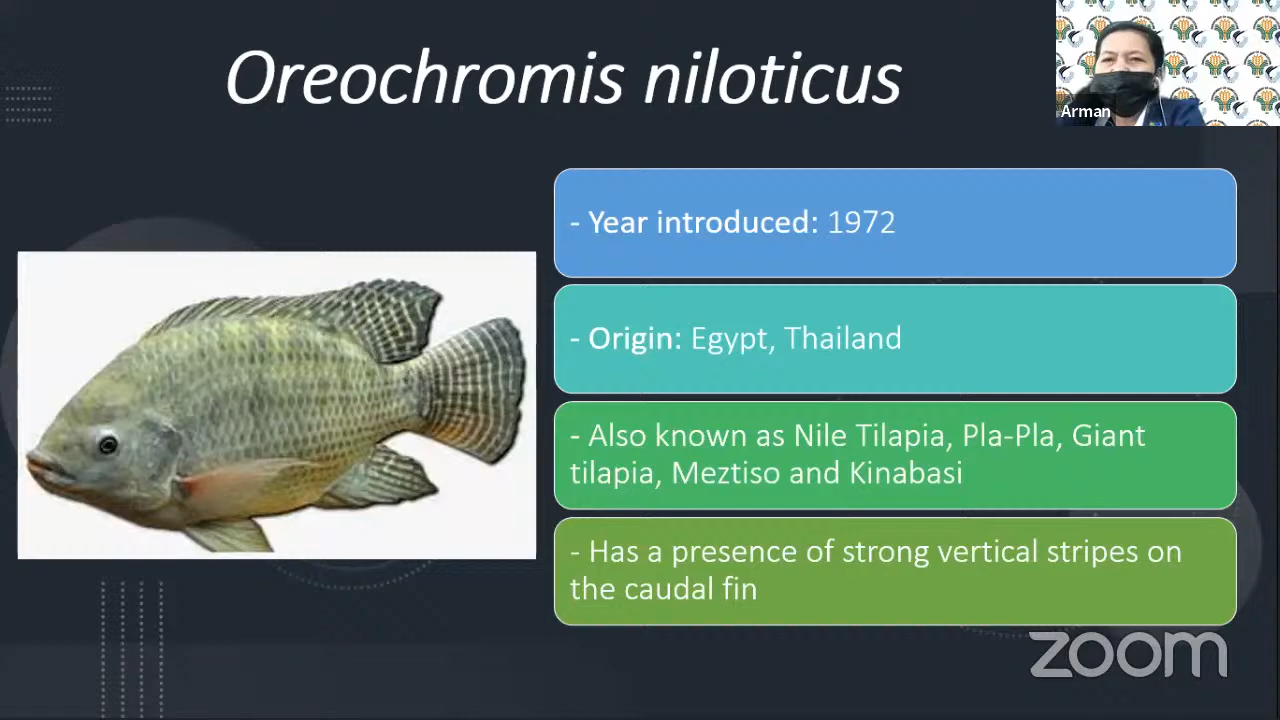 Oreochromis niloticus
Arman
- Year introduced: 1972
- Origin: Egypt, Thailand
- Also known as Nile Tilapia, Pla-Pla, Giant
tilapia, Meztiso and Kinabasi
- Has a presence of strong vertical stripes on
the caudal fin
zoom